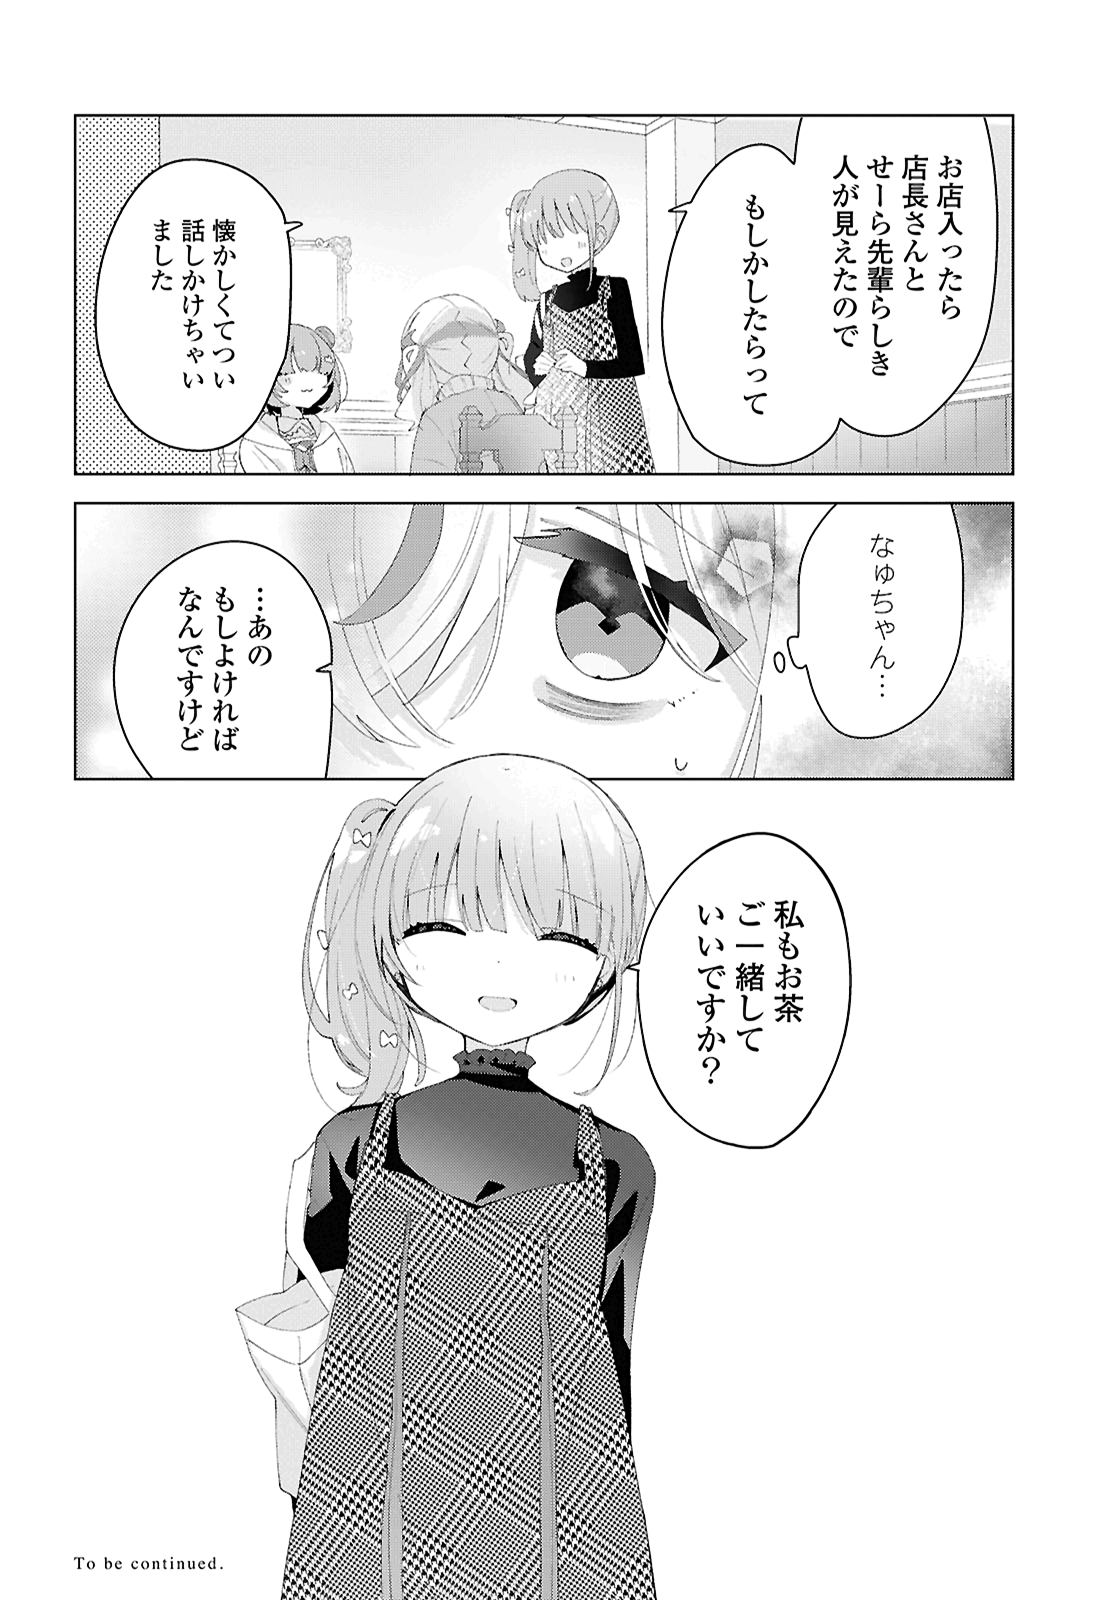 お店入ったら
店長さんと
せーら先輩らしき
人が見えたので
もしかしたらって
懐かしくてつい
話しかけちゃい
ました
なゅちゃん…
…あの
もしよければ
なんですけど
私もお茶
ご一緒して
いいですか？
To be continued.